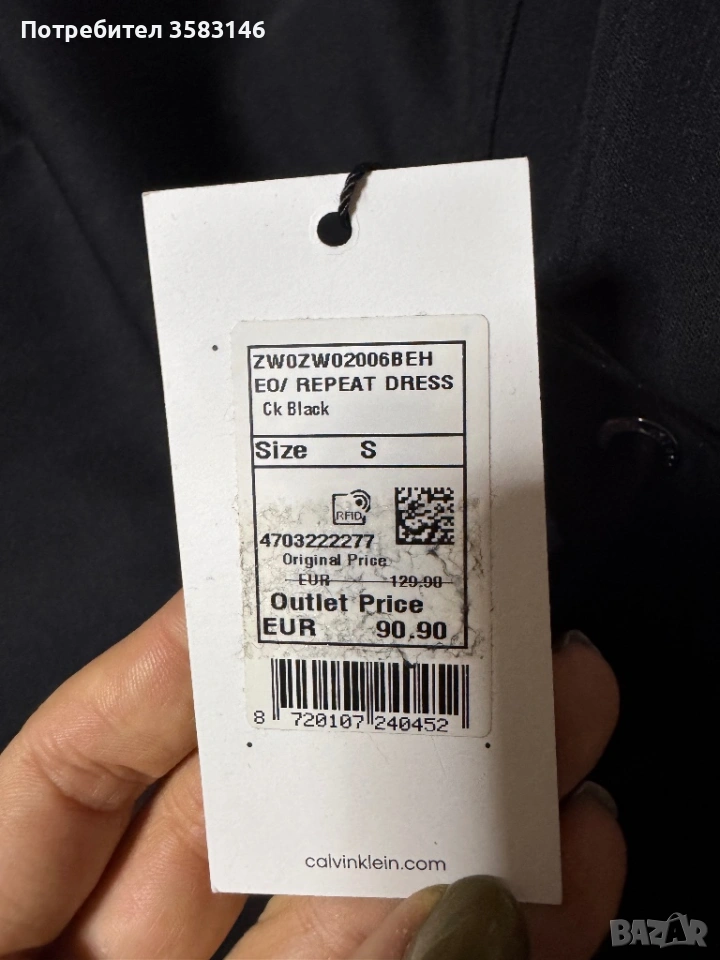 Потребител 3583146
ZW0ZW02006BEH
EO/ REPEAT DRESS
Ck Black
Size S
RFID
4703222277
Original Price
EUR 129.90
Outlet Price
EUR 90.90
8 720107 240452
calvinklein.com
BAZAR